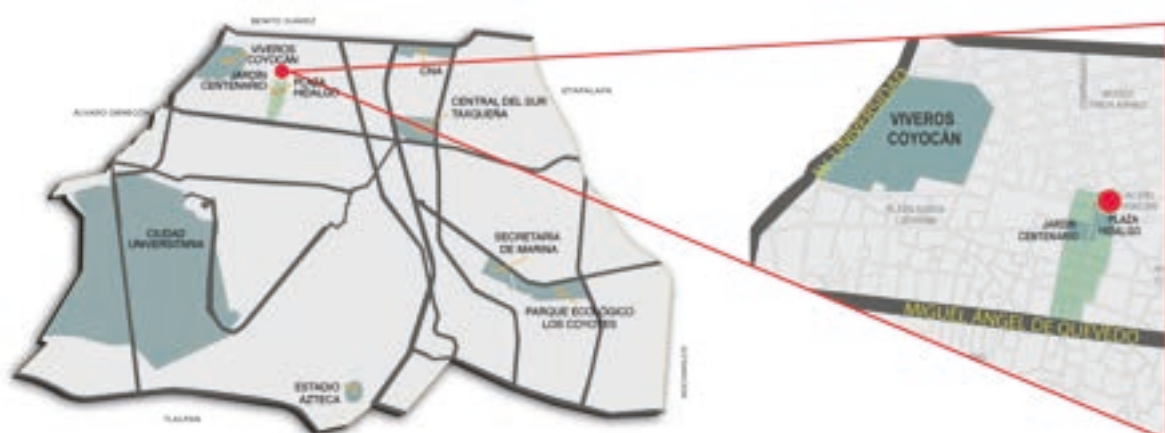 BENITO JUÁREZ
VIVEROS
COYOCÁN
JARDÍN
CENTENARIO
PLAZA
HIDALGO
CNA
IZTAPALAPA
ÁLVARO OBREGÓN
CENTRAL DEL SUR
TAXQUEÑA
CIUDAD
UNIVERSITARIA
SECRETARÍA
DE MARINA
PARQUE ECOLÓGICO
LOS COYOTES
ESTADIO
AZTECA
TLALPAN
AV. UNIVERSIDAD
VIVEROS
COYOCÁN
JARDÍN
CENTENARIO
PLAZA
HIDALGO
MIGUEL ÁNGEL DE QUEVEDO